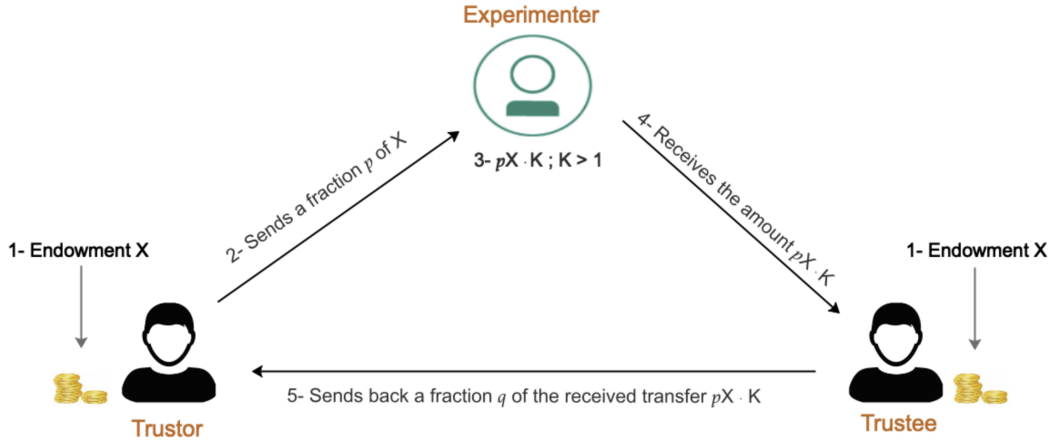 Experimenter
3- pX · K ; K > 1
2- Sends a fraction p of X
4- Receives the amount pX · K
1- Endowment X
1- Endowment X
5- Sends back a fraction q of the received transfer pX · K
Trustor
Trustee